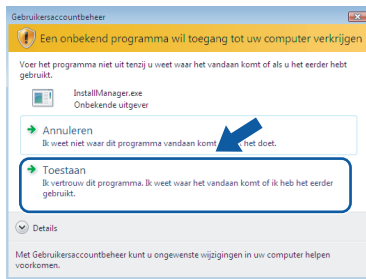 Gebruikersaccountbeheer
Een onbekend programma wil toegang tot uw computer verkrijgen
Voer het programma niet uit tenzij u weet waar het vandaan komt of als u het eerder hebt
gebruikt.
InstallManager.exe
Onbekende uitgever
Annuleren
Ik weet niet waar dit programma vandaan komt het doet.
Toestaan
Ik vertrouw dit programma. Ik weet waar het vandaan komt of ik heb het eerder
gebruikt.
Details
Met Gebruikersaccountbeheer kunt u ongewenste wijzigingen in uw computer helpen
voorkomen.